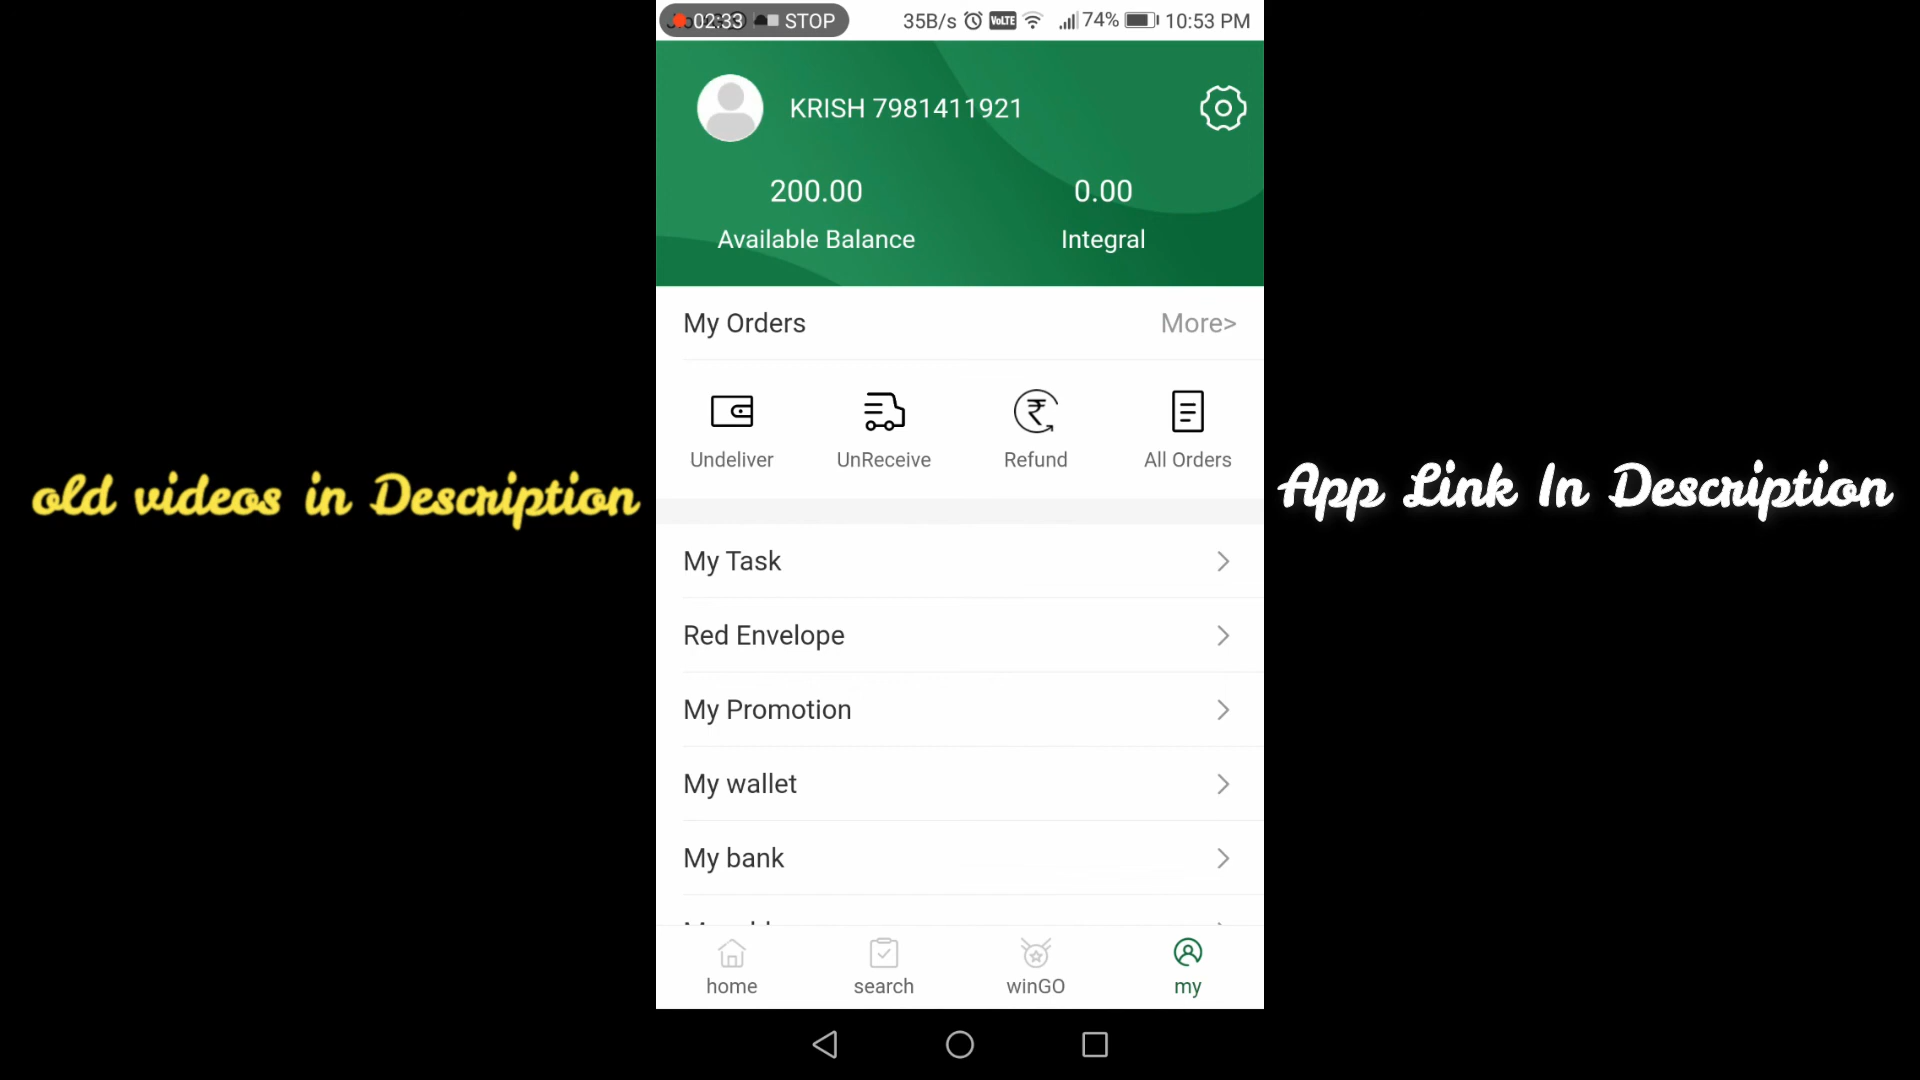 02:33 STOP 35B/s VoLTE 74% 10:53 PM
KRISH 7981411921
200.00 0.00
Available Balance Integral
My Orders More>
Undeliver UnReceive Refund All Orders
old videos in Description
App Link In Description
My Task
Red Envelope
My Promotion
My wallet
My bank
home search winGO my